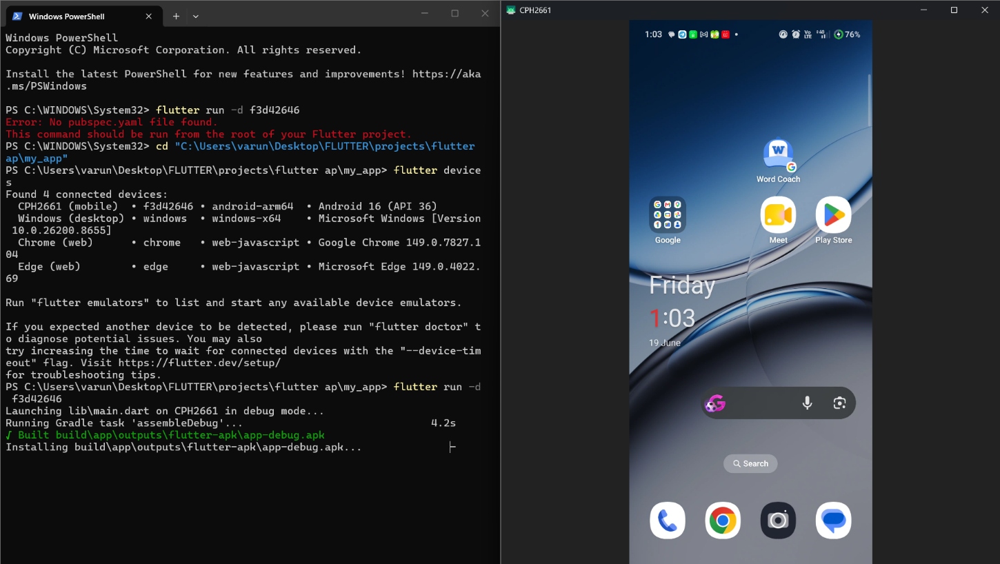 Windows PowerShell
Windows PowerShell
Copyright (C) Microsoft Corporation. All rights reserved.
Install the latest PowerShell for new features and improvements! https://aka
.ms/PSWindows
PS C:\WINDOWS\System32> flutter run -d f3d42646
Error: No pubspec.yaml file found.
This command should be run from the root of your Flutter project.
PS C:\WINDOWS\System32> cd "C:\Users\varun\Desktop\FLUTTER\projects\flutter
ap\my_app"
PS C:\Users\varun\Desktop\FLUTTER\projects\flutter ap\my_app> flutter device
s
Found 4 connected devices:
CPH2661 (mobile) • f3d42646 • android-arm64 • Android 16 (API 36)
Windows (desktop) • windows • windows-x64 • Microsoft Windows [Version
10.0.26200.8655]
Chrome (web) • chrome • web-javascript • Google Chrome 149.0.7827.1
04
Edge (web) • edge • web-javascript • Microsoft Edge 149.0.4022.
69
Run "flutter emulators" to list and start any available device emulators.
If you expected another device to be detected, please run "flutter doctor" t
o diagnose potential issues. You may also
try increasing the time to wait for connected devices with the "--device-tim
eout" flag. Visit https://flutter.dev/setup/
for troubleshooting tips.
PS C:\Users\varun\Desktop\FLUTTER\projects\flutter ap\my_app> flutter run -d
f3d42646
Launching lib\main.dart on CPH2661 in debug mode...
Running Gradle task 'assembleDebug'... 4.2s
√ Built build\app\outputs\flutter-apk\app-debug.apk
Installing build\app\outputs\flutter-apk\app-debug.apk... ├
CPH2661
1:03 Vo LTE 4G 76%
W
Word Coach
Google Meet Play Store
Friday
1:03
19 June
Search